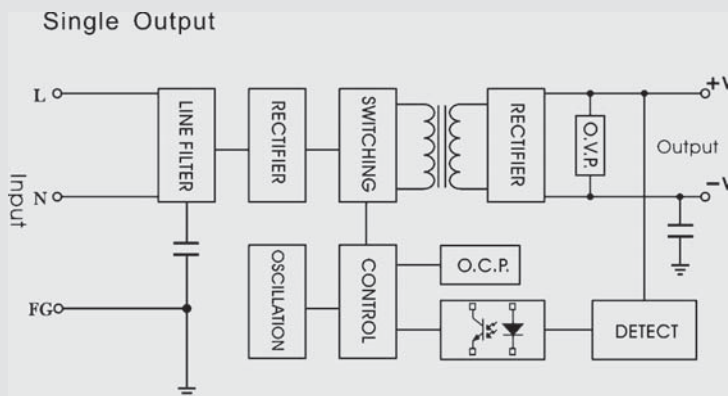 Single Output
L
LINE FILTER
RECTIFIER
SWITCHING
RECTIFIER
O.V.P.
+V
Output
-V
Input
N
FG
OSCILLATION
CONTROL
O.C.P.
DETECT